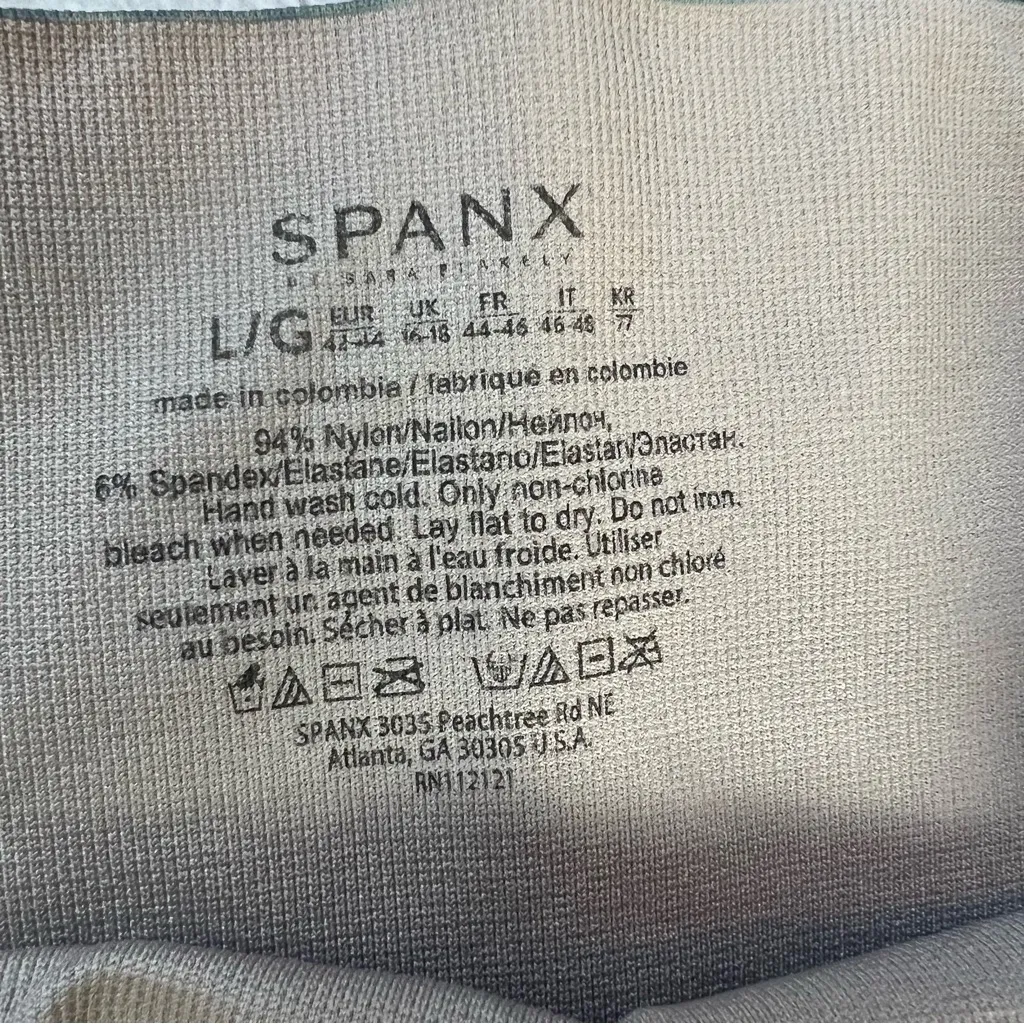 SPANX
BY SARA BLAKELY
L/G EUR 42-44 UK 16-18 FR 44-46 IT 46-48 KR 77
made in colombia / fabriqué en colombie
94% Nylon/Nailon/Нейлон,
6% Spandex/Elastane/Elastano/Elastan/Эластан.
Hand wash cold. Only non-chlorine
bleach when needed. Lay flat to dry. Do not iron.
Laver à la main à l'eau froide. Utiliser
seulement un agent de blanchiment non chloré
au besoin. Sécher à plat. Ne pas repasser.
SPANX 3035 Peachtree Rd NE
Atlanta, GA 30305 U.S.A.
RN112121